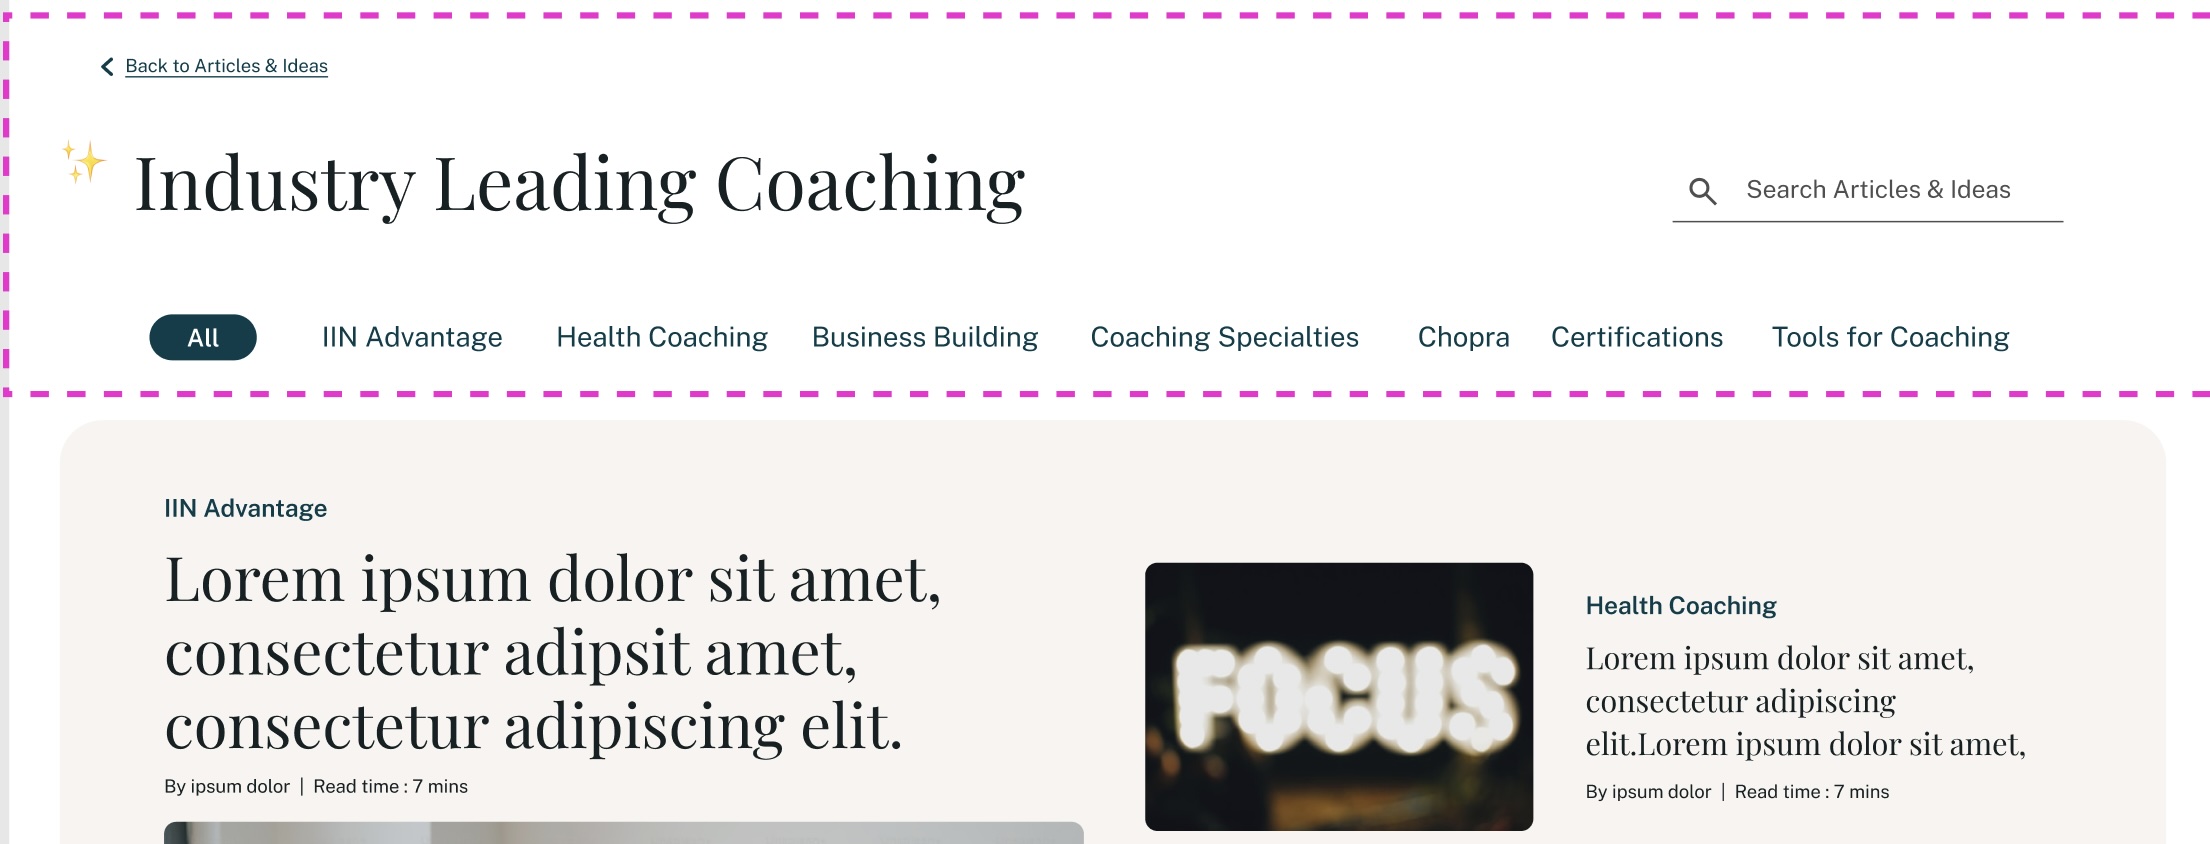 Back to Articles & Ideas
Industry Leading Coaching
Search Articles & Ideas
All
IIN Advantage
Health Coaching
Business Building
Coaching Specialties
Chopra
Certifications
Tools for Coaching
IIN Advantage
Lorem ipsum dolor sit amet,
consectetur adipsit amet,
consectetur adipiscing elit.
By ipsum dolor | Read time : 7 mins
FOCUS
Health Coaching
Lorem ipsum dolor sit amet,
consectetur adipiscing
elit.Lorem ipsum dolor sit amet,
By ipsum dolor | Read time : 7 mins